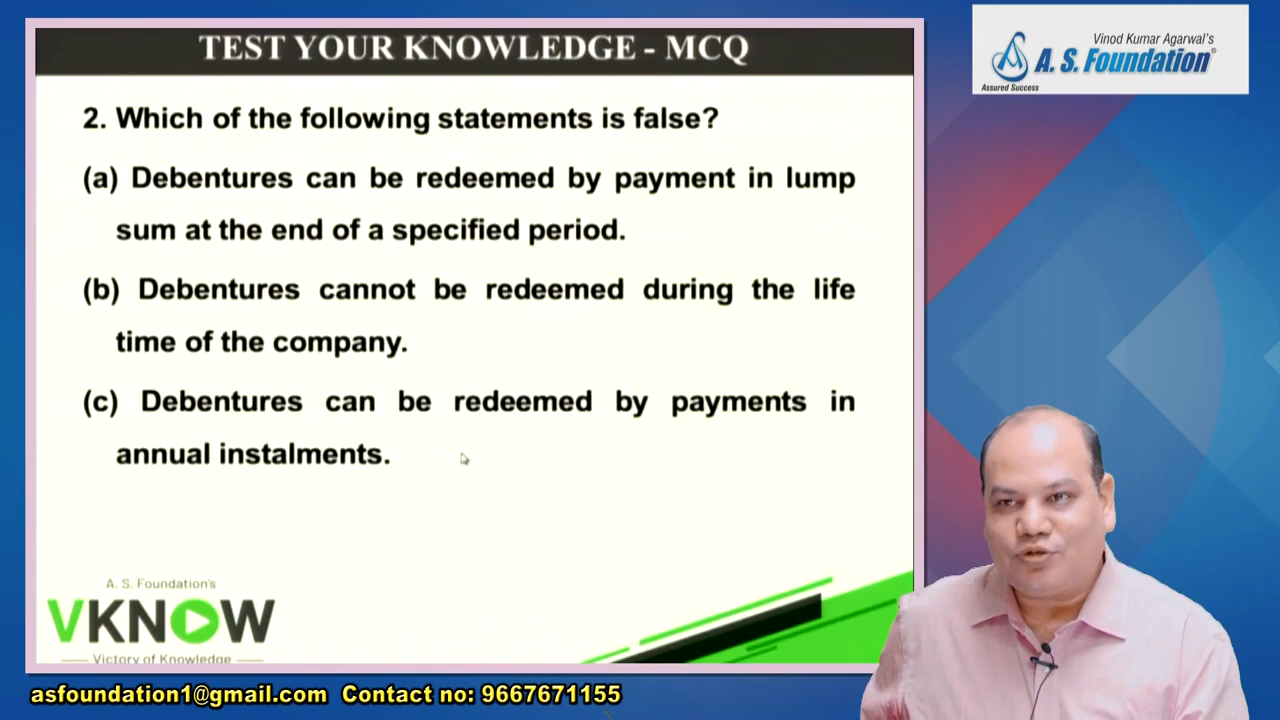 TEST YOUR KNOWLEDGE - MCQ
Vinod Kumar Agarwal's
A. S. Foundation®
Assured Success
2. Which of the following statements is false?
(a) Debentures can be redeemed by payment in lump
sum at the end of a specified period.
(b) Debentures cannot be redeemed during the life
time of the company.
(c) Debentures can be redeemed by payments in
annual instalments.
A. S. Foundation's
VKNOW
Victory of Knowledge
asfoundation1@gmail.com Contact no: 9667671155